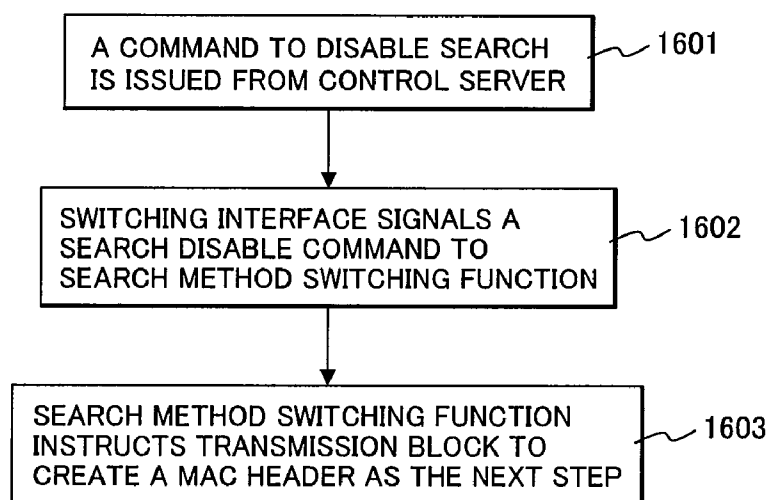 A COMMAND TO DISABLE SEARCH
IS ISSUED FROM CONTROL SERVER
1601
SWITCHING INTERFACE SIGNALS A
SEARCH DISABLE COMMAND TO
SEARCH METHOD SWITCHING FUNCTION
1602
SEARCH METHOD SWITCHING FUNCTION
INSTRUCTS TRANSMISSION BLOCK TO
CREATE A MAC HEADER AS THE NEXT STEP
1603